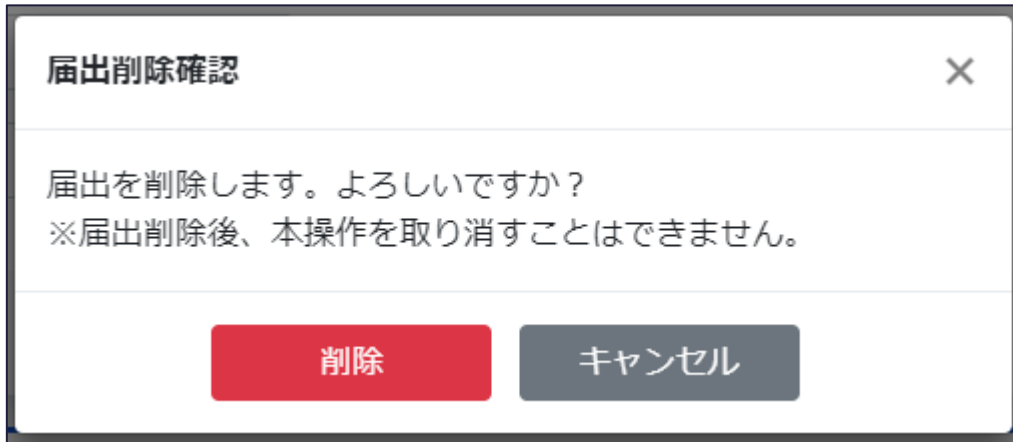 届出削除確認
×
届出を削除します。よろしいですか？
※届出削除後、本操作を取り消すことはできません。
削除
キャンセル